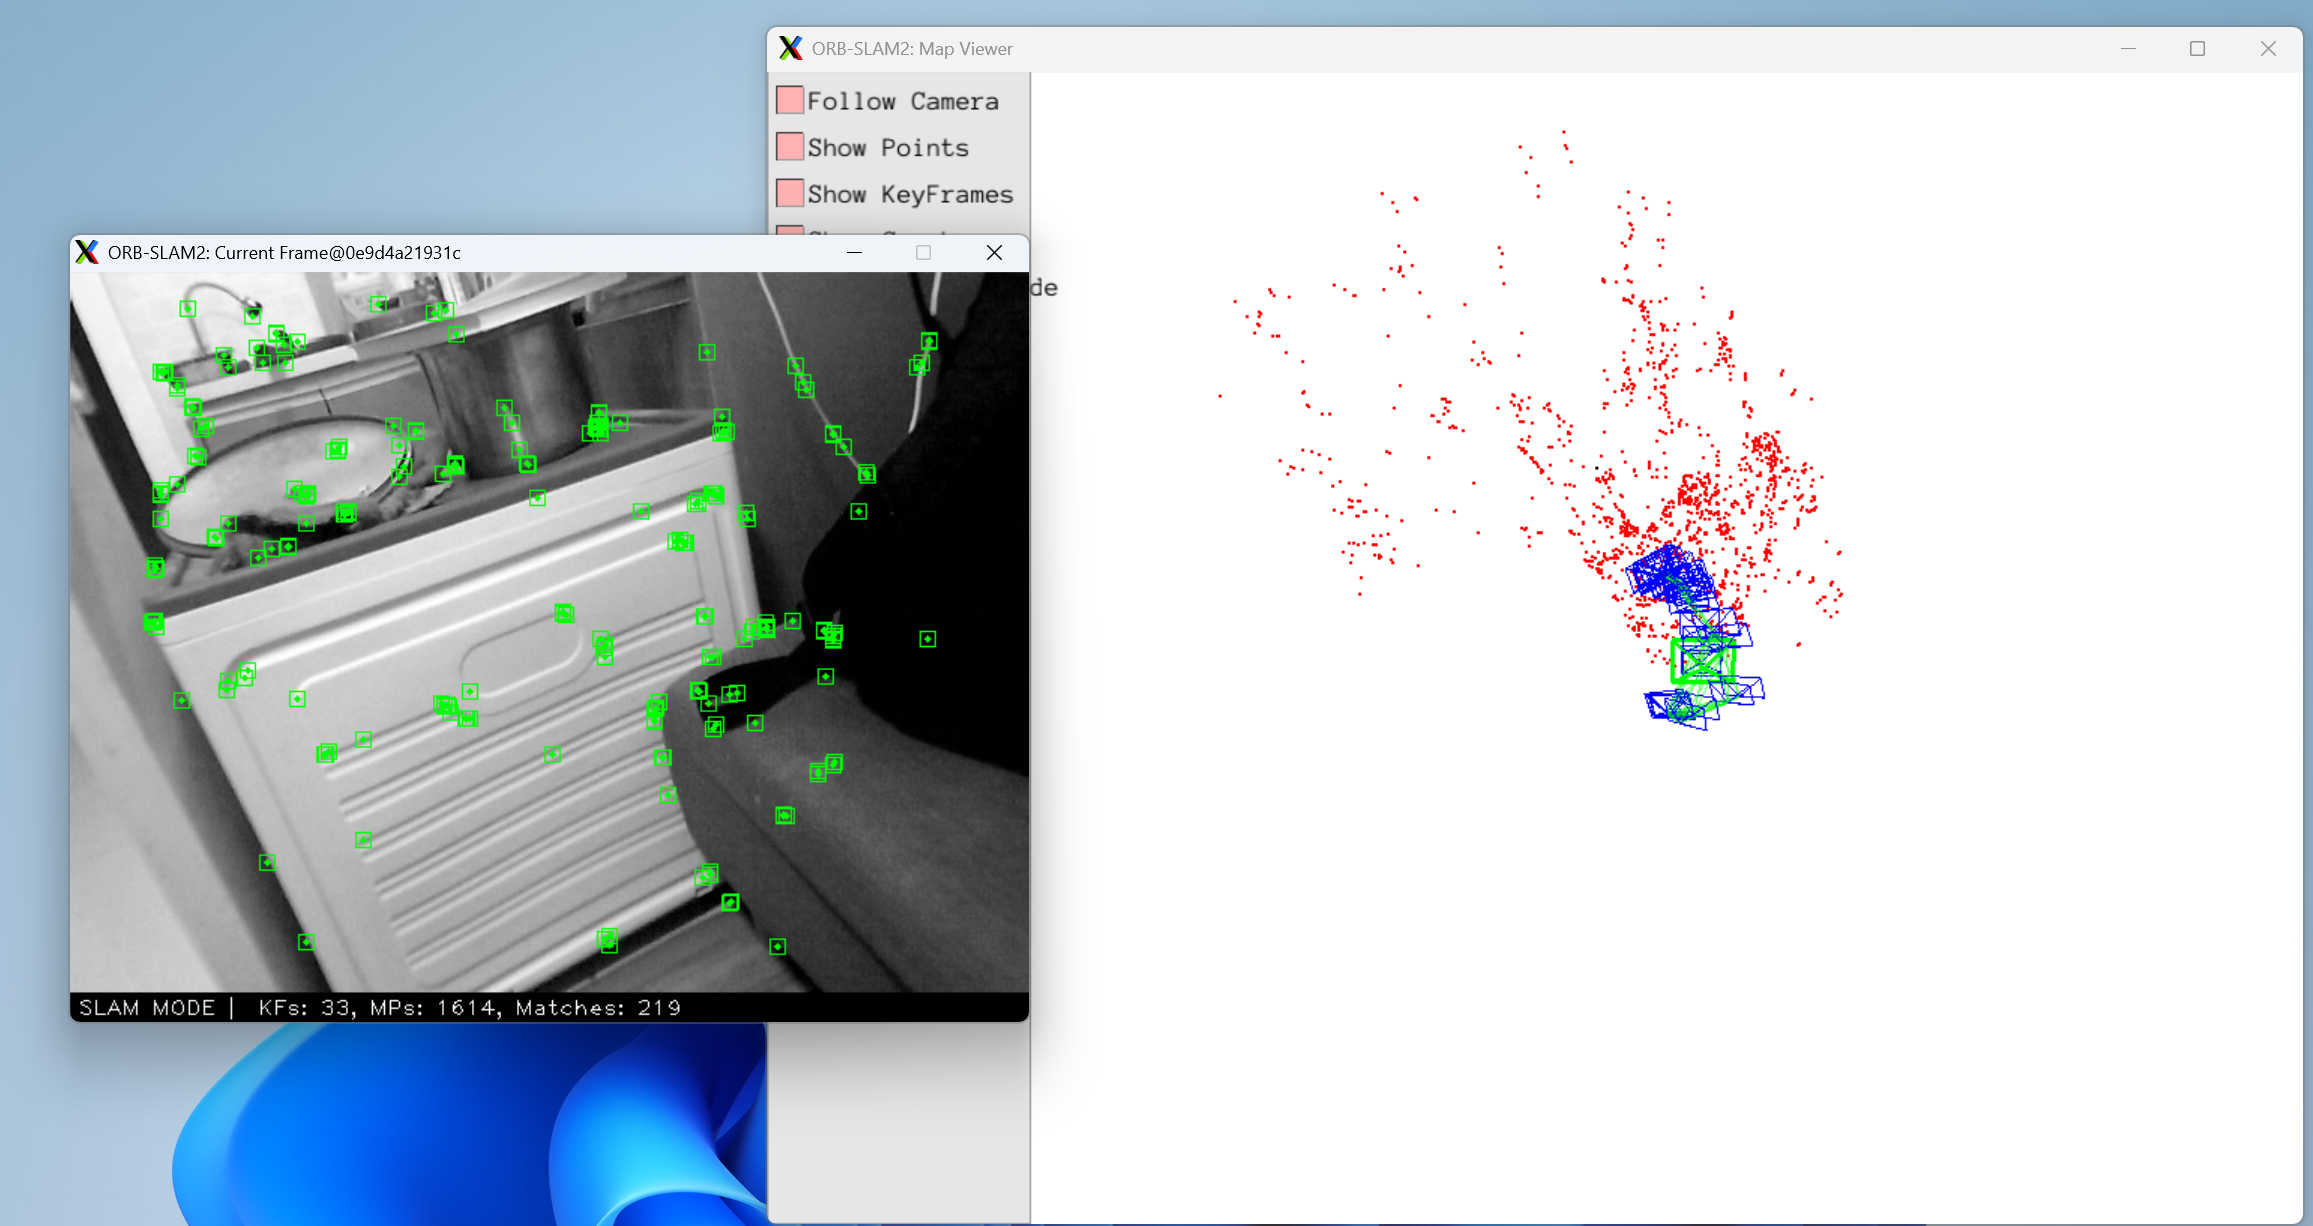 ORB-SLAM2: Map Viewer
Follow Camera
Show Points
Show KeyFrames
de
ORB-SLAM2: Current Frame@0e9d4a21931c
SLAM MODE | KFs: 33, MPs: 1614, Matches: 219